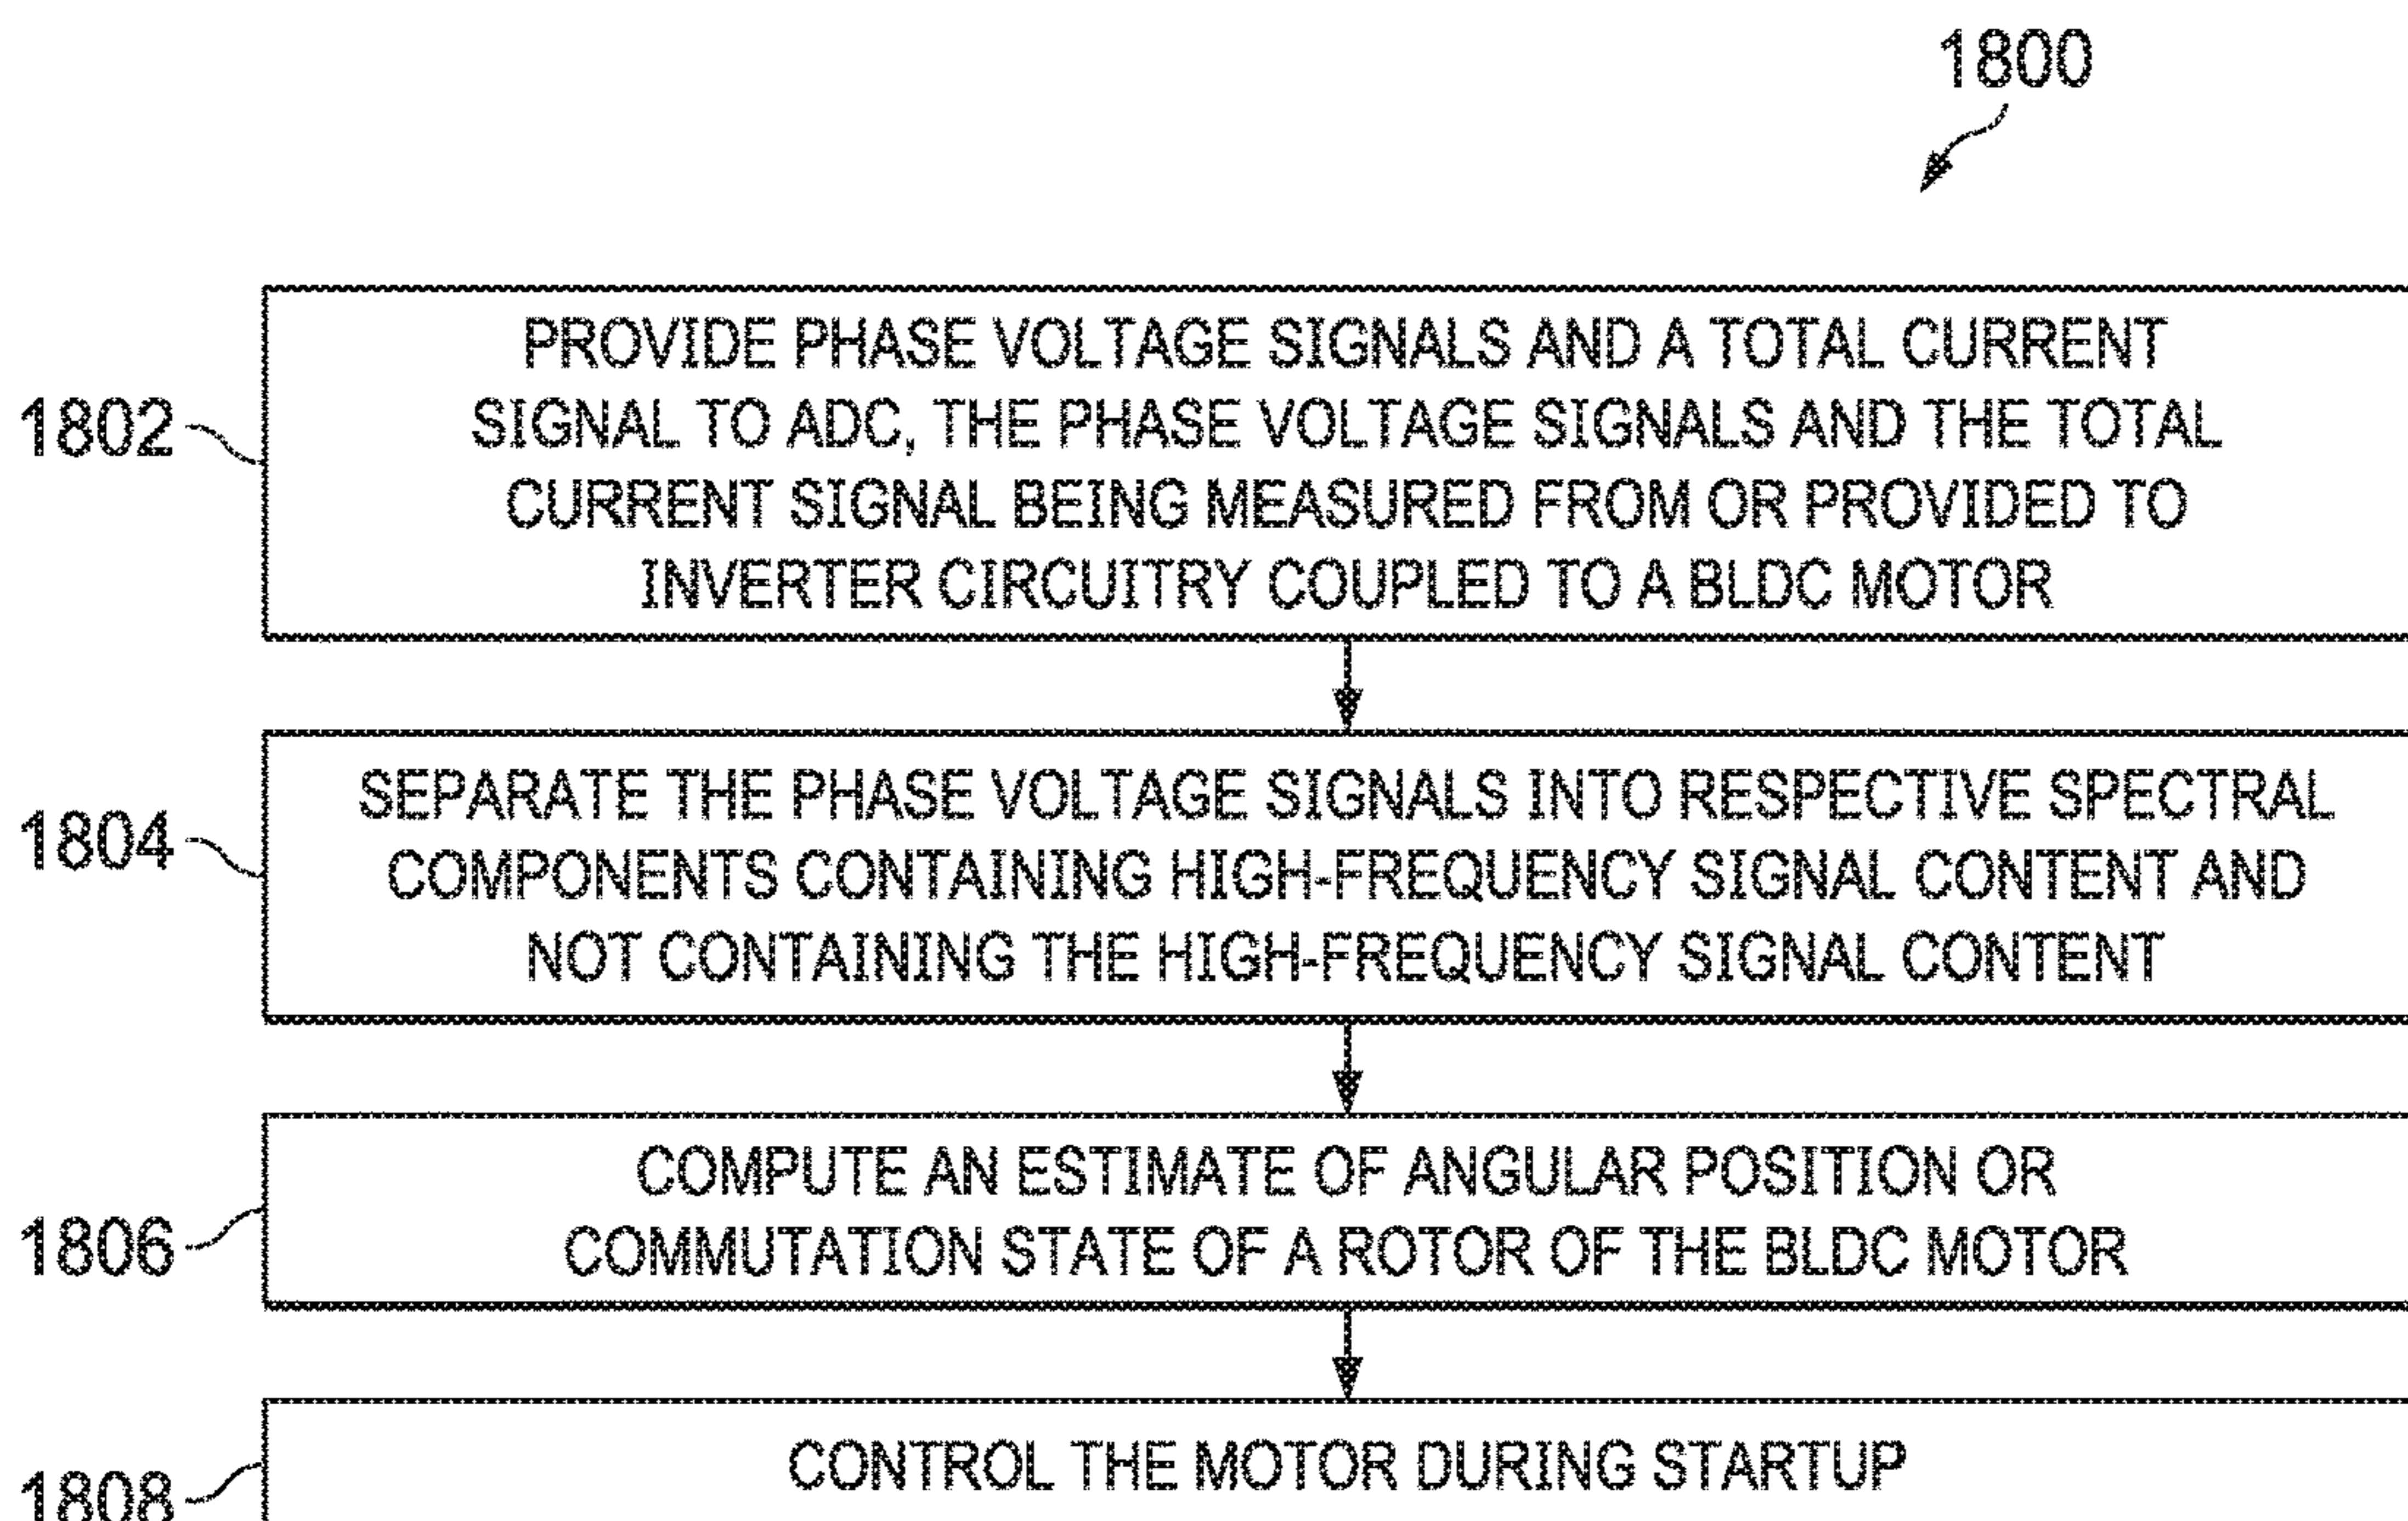 1800
1802
PROVIDE PHASE VOLTAGE SIGNALS AND A TOTAL CURRENT
SIGNAL TO ADC, THE PHASE VOLTAGE SIGNALS AND THE TOTAL
CURRENT SIGNAL BEING MEASURED FROM OR PROVIDED TO
INVERTER CIRCUITRY COUPLED TO A BLDC MOTOR
1804
SEPARATE THE PHASE VOLTAGE SIGNALS INTO RESPECTIVE SPECTRAL
COMPONENTS CONTAINING HIGH-FREQUENCY SIGNAL CONTENT AND
NOT CONTAINING THE HIGH-FREQUENCY SIGNAL CONTENT
1806
COMPUTE AN ESTIMATE OF ANGULAR POSITION OR
COMMUTATION STATE OF A ROTOR OF THE BLDC MOTOR
1808
CONTROL THE MOTOR DURING STARTUP